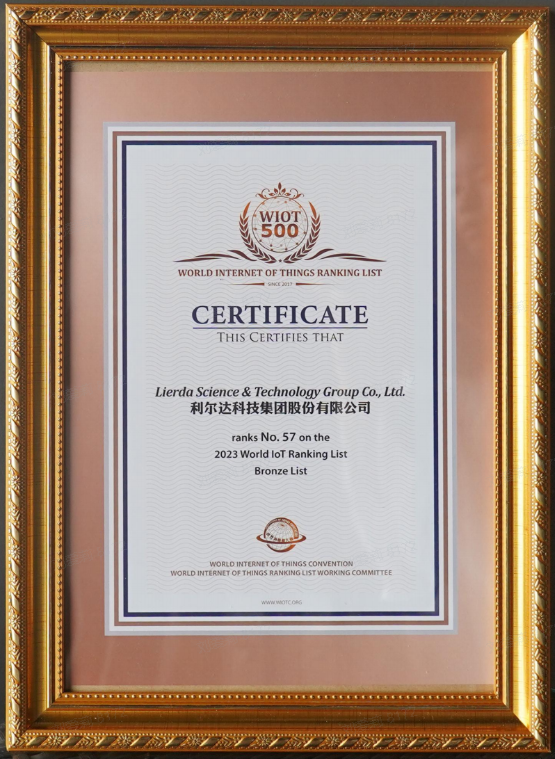 WIOT
500
WORLD INTERNET OF THINGS RANKING LIST
SINCE 2017
CERTIFICATE
THIS CERTIFIES THAT
Lierda Science & Technology Group Co., Ltd.
利尔达科技集团股份有限公司
ranks No. 57 on the
2023 World IoT Ranking List
Bronze List
WORLD INTERNET OF THINGS CONVENTION
WORLD INTERNET OF THINGS RANKING LIST WORKING COMMITTEE